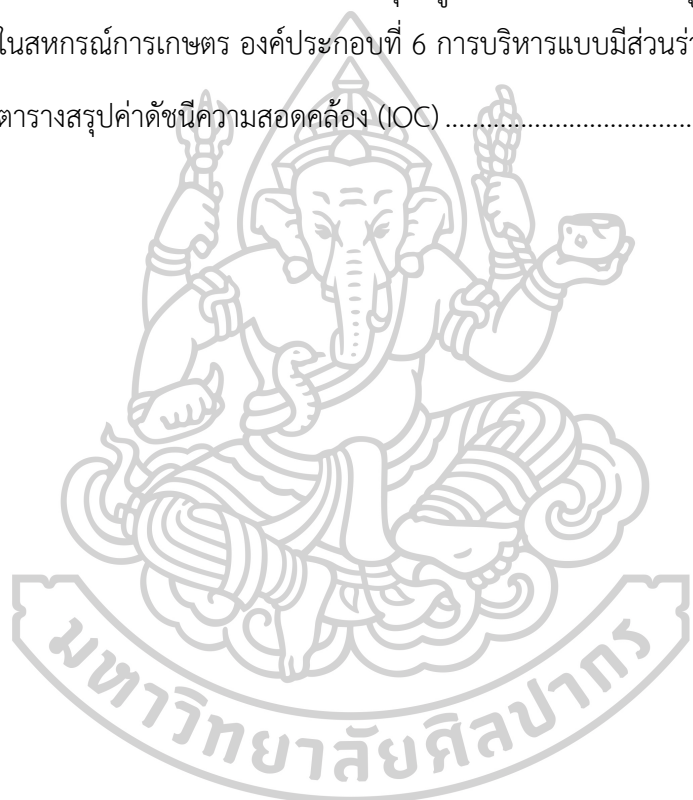 ในสหกรณ์การเกษตร องค์ประกอบที่ 6 การบริหารแบบมีส่วนร่
ตารางสรุปค่าดัชนีความสอดคล้อง (IOC)..................................
มหาวิทยาลัยศิลปากร